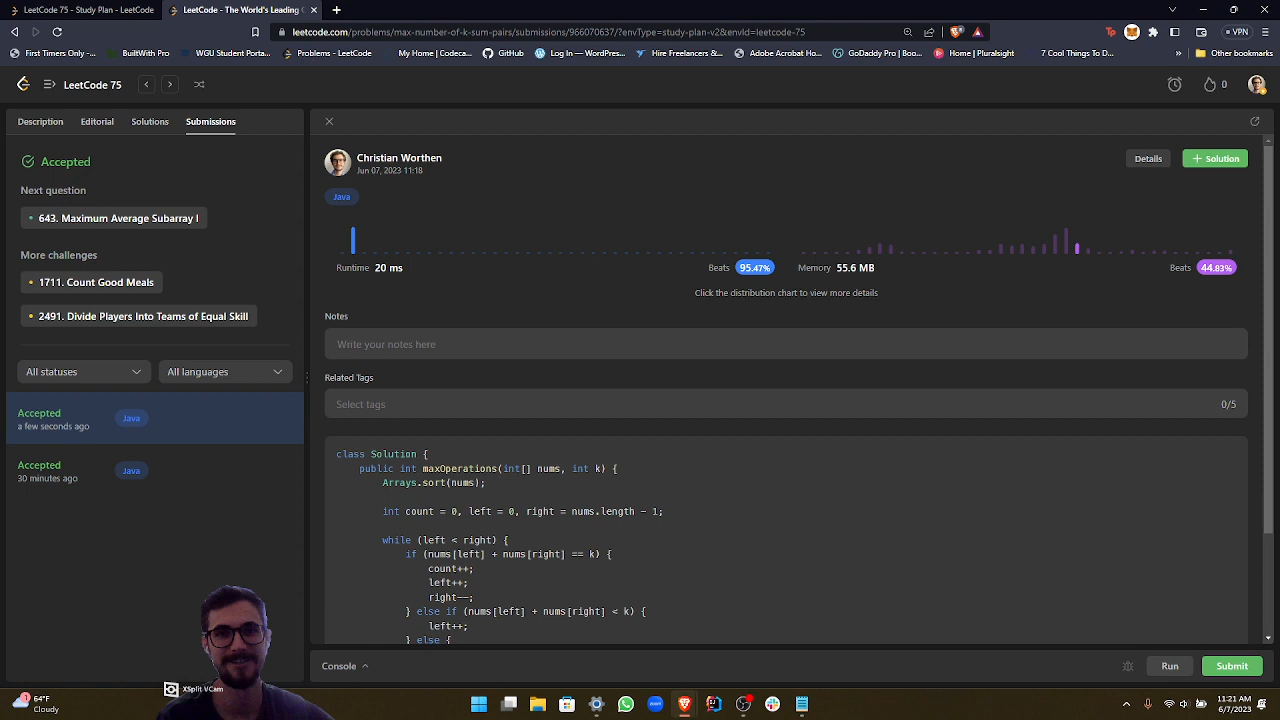 LeetCode 75 - Study Plan - LeetCode
LeetCode - The World's Leading
leetcode.com/problems/max-number-of-k-sum-pairs/submissions/966070637/?envType=study-plan-v2&envId=leetcode-75
VPN
First Timers Only -...
BuiltWith Pro
WGU Student Porta...
Problems - LeetCode
My Home | Codeca...
GitHub
Log In — WordPress...
Hire Freelancers &...
Adobe Acrobat Ho...
GoDaddy Pro | Bec...
Home | Pluralsight
7 Cool Things To D...
Other bookmarks
LeetCode 75
0
Description Editorial Solutions Submissions
Accepted
Next question
643. Maximum Average Subarray I
More challenges
1711. Count Good Meals
2491. Divide Players Into Teams of Equal Skill
All statuses
All languages
Accepted
a few seconds ago
Java
Accepted
30 minutes ago
Java
Christian Worthen
Jun 07, 2023 11:18
Details
+ Solution
Java
Runtime 20 ms
Beats 95.47%
Memory 55.6 MB
Beats 44.83%
Click the distribution chart to view more details
Notes
Write your notes here
Related Tags
Select tags
0/5
class Solution {
public int maxOperations(int[] nums, int k) {
Arrays.sort(nums);
int count = 0, left = 0, right = nums.length - 1;
while (left < right) {
if (nums[left] + nums[right] == k) {
count++;
left++;
right--;
} else if (nums[left] + nums[right] < k) {
left++;
} else {
Console
Run
Submit
XSplit VCam
64°F
Cloudy
11:21 AM
6/7/2023